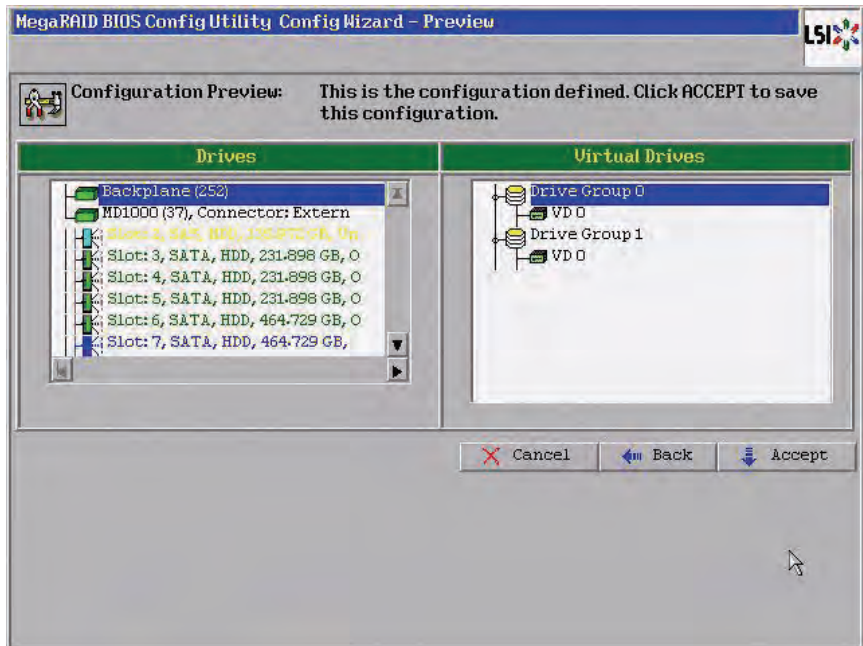 MegaRAID BIOS Config Utility Config Wizard - Preview
LSI
Configuration Preview:
This is the configuration defined. Click ACCEPT to save
this configuration.
Drives
Backplane (252)
MD1000 (37), Connector: Extern
Slot: 3, SATA, HDD, 231.898 GB, O
Slot: 4, SATA, HDD, 231.898 GB, O
Slot: 5, SATA, HDD, 231.898 GB, O
Slot: 6, SATA, HDD, 464.729 GB, O
Slot: 7, SATA, HDD, 464.729 GB,
Virtual Drives
Drive Group 0
VD 0
Drive Group 1
VD 0
Cancel
Back
Accept